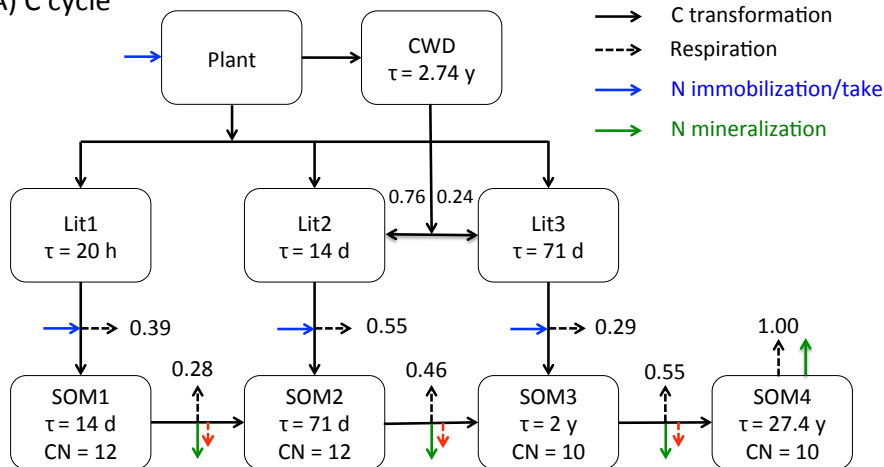 A) C cycle
Plant
CWD
τ = 2.74 y
C transformation
Respiration
N immobilization/take
N mineralization
0.76 0.24
Lit1
τ = 20 h
Lit2
τ = 14 d
Lit3
τ = 71 d
0.39
0.55
0.29
1.00
0.28
0.46
0.55
SOM1
τ = 14 d
CN = 12
SOM2
τ = 71 d
CN = 12
SOM3
τ = 2 y
CN = 10
SOM4
τ = 27.4 y
CN = 10